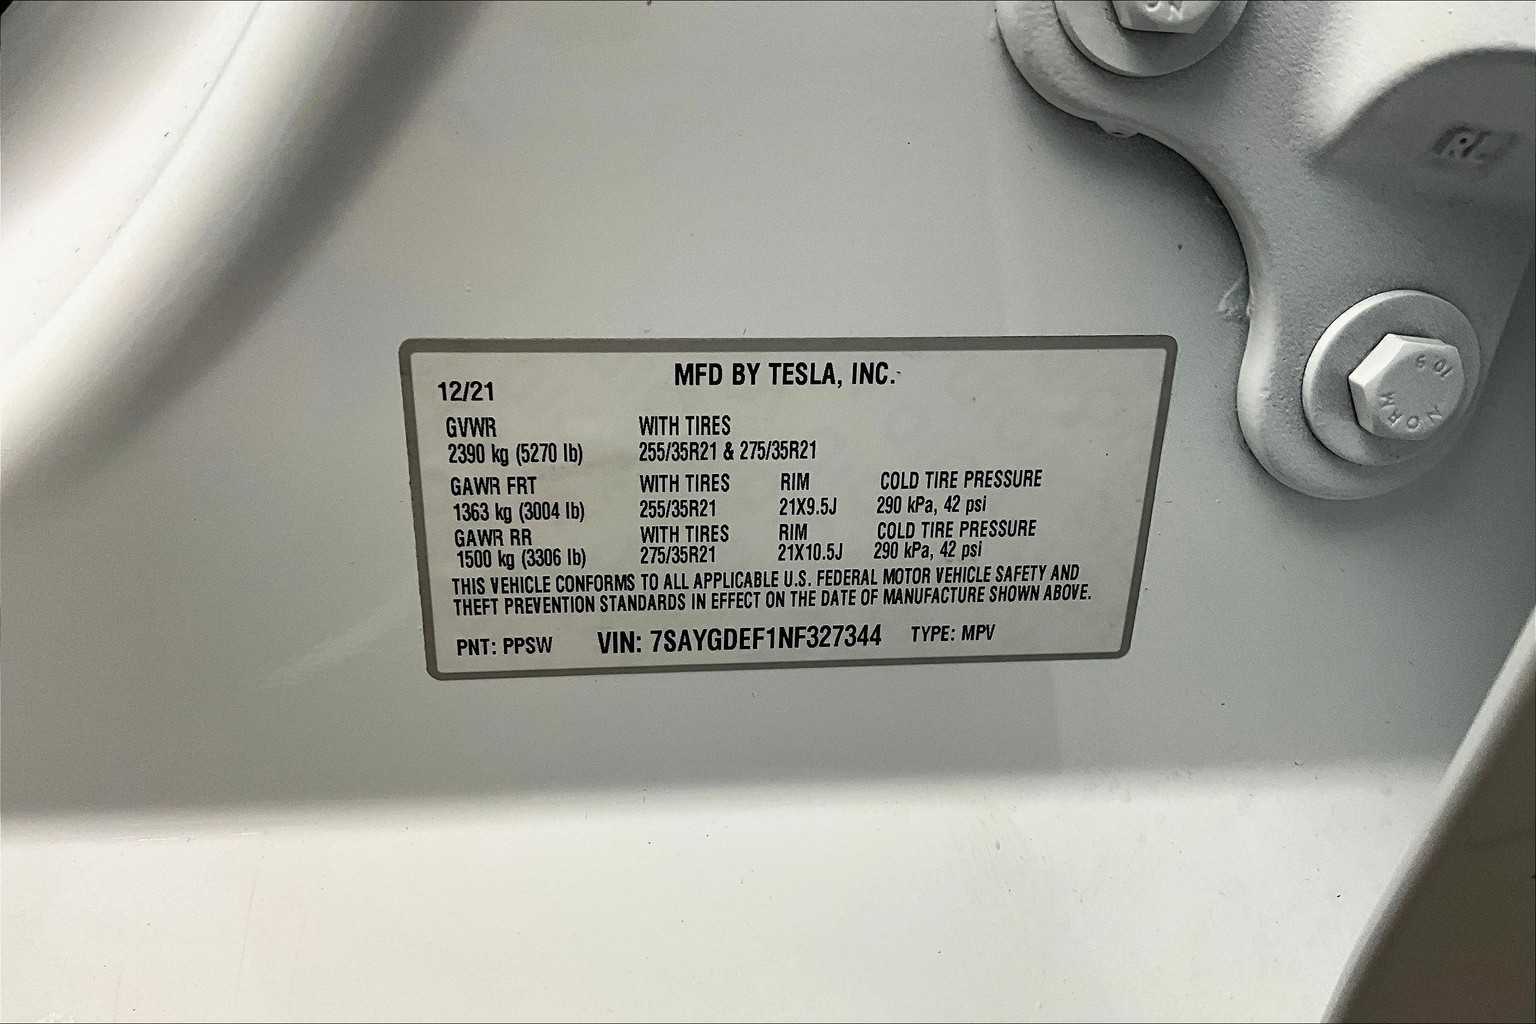 MFD BY TESLA, INC.
12/21
GVWR WITH TIRES
2390 kg (5270 lb) 255/35R21 & 275/35R21
GAWR FRT WITH TIRES RIM COLD TIRE PRESSURE
1363 kg (3004 lb) 255/35R21 21X9.5J 290 kPa, 42 psi
GAWR RR WITH TIRES RIM COLD TIRE PRESSURE
1500 kg (3306 lb) 275/35R21 21X10.5J 290 kPa, 42 psi
THIS VEHICLE CONFORMS TO ALL APPLICABLE U.S. FEDERAL MOTOR VEHICLE SAFETY AND
THEFT PREVENTION STANDARDS IN EFFECT ON THE DATE OF MANUFACTURE SHOWN ABOVE.
PNT: PPSW VIN: 7SAYGDEF1NF327344 TYPE: MPV
RL
10 9
NORM